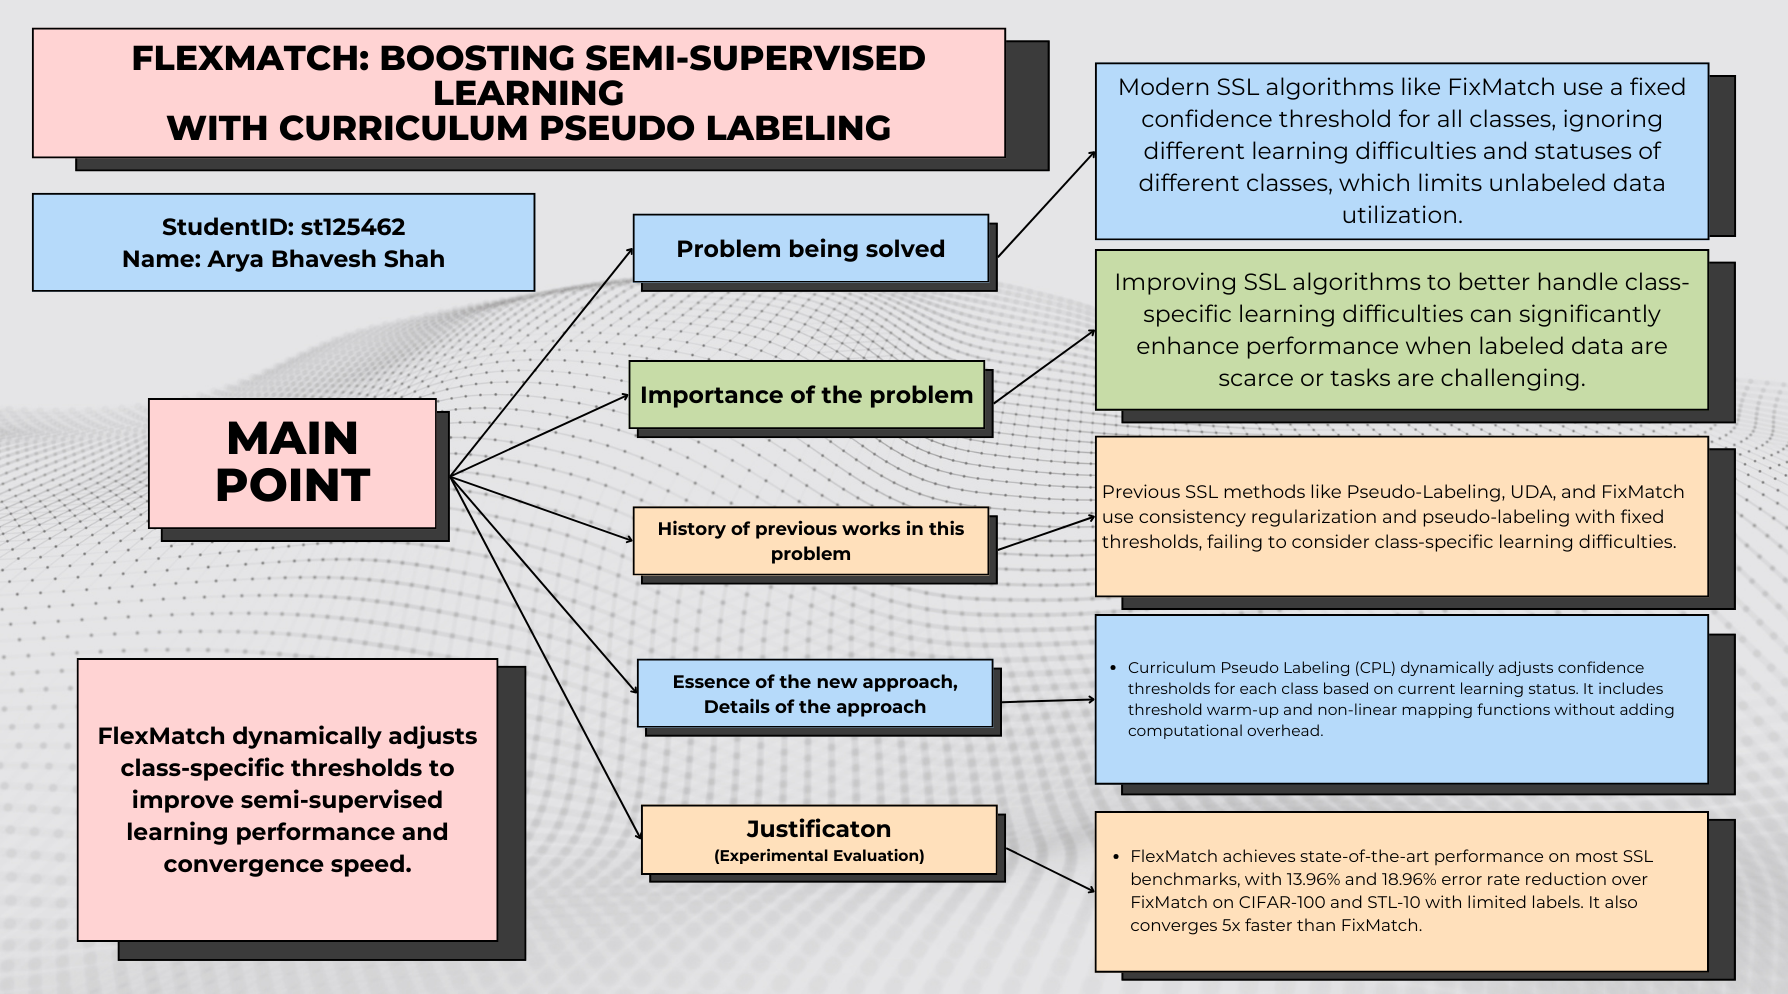 FLEXMATCH: BOOSTING SEMI-SUPERVISED
LEARNING
WITH CURRICULUM PSEUDO LABELING
StudentID: st125462
Name: Arya Bhavesh Shah
MAIN
POINT
FlexMatch dynamically adjusts
class-specific thresholds to
improve semi-supervised
learning performance and
convergence speed.
Problem being solved
Modern SSL algorithms like FixMatch use a fixed
confidence threshold for all classes, ignoring
different learning difficulties and statuses of
different classes, which limits unlabeled data
utilization.
Importance of the problem
Improving SSL algorithms to better handle class-
specific learning difficulties can significantly
enhance performance when labeled data are
scarce or tasks are challenging.
History of previous works in this
problem
Previous SSL methods like Pseudo-Labeling, UDA, and FixMatch
use consistency regularization and pseudo-labeling with fixed
thresholds, failing to consider class-specific learning difficulties.
Essence of the new approach,
Details of the approach
• Curriculum Pseudo Labeling (CPL) dynamically adjusts confidence
thresholds for each class based on current learning status. It includes
threshold warm-up and non-linear mapping functions without adding
computational overhead.
Justificaton
(Experimental Evaluation)
• FlexMatch achieves state-of-the-art performance on most SSL
benchmarks, with 13.96% and 18.96% error rate reduction over
FixMatch on CIFAR-100 and STL-10 with limited labels. It also
converges 5x faster than FixMatch.